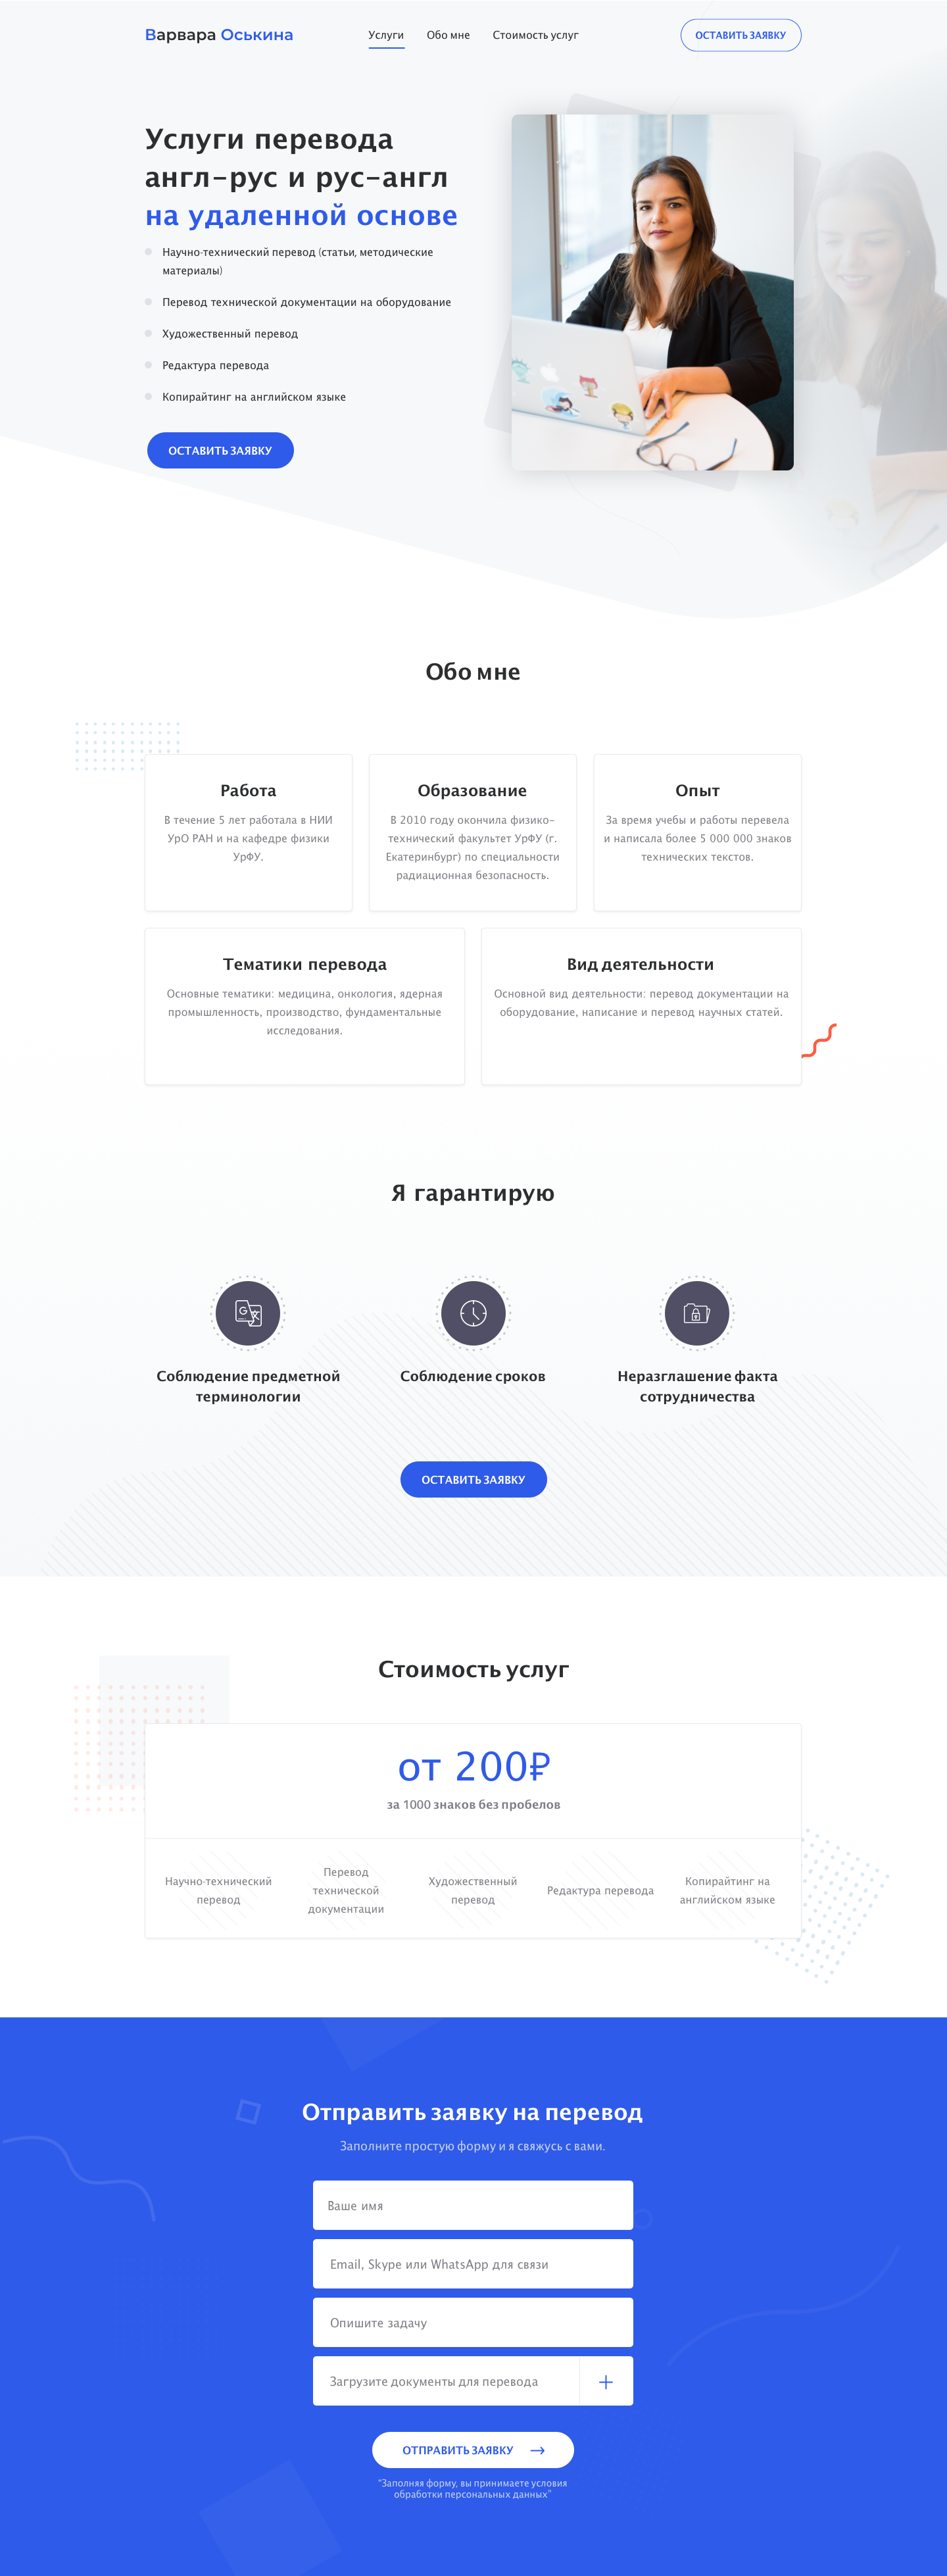 Варвара Оськина
Услуги
Обо мне
Стоимость услуг
ОСТАВИТЬ ЗАЯВКУ
Услуги перевода
англ-рус и рус-англ
на удаленной основе
Научно-технический перевод (статьи, методические
материалы)
Перевод технической документации на оборудование
Художественный перевод
Редактура перевода
Копирайтинг на английском языке
ОСТАВИТЬ ЗАЯВКУ
Обо мне
Работа
В течение 5 лет работала в НИИ
УрО РАН и на кафедре физики
УрФУ.
Образование
В 2010 году окончила физико-
технический факультет УрФУ (г.
Екатеринбург) по специальности
радиационная безопасность.
Опыт
За время учебы и работы перевела
и написала более 5 000 000 знаков
технических текстов.
Тематики перевода
Основные тематики: медицина, онкология, ядерная
промышленность, производство, фундаментальные
исследования.
Вид деятельности
Основной вид деятельности: перевод документации на
оборудование, написание и перевод научных статей.
Я гарантирую
Соблюдение предметной
терминологии
Соблюдение сроков
Неразглашение факта
сотрудничества
ОСТАВИТЬ ЗАЯВКУ
Стоимость услуг
от 200₽
за 1000 знаков без пробелов
Научно-технический
перевод
Перевод
технической
документации
Художественный
перевод
Редактура перевода
Копирайтинг на
английском языке
Отправить заявку на перевод
Заполните простую форму и я свяжусь с вами.
Ваше имя
Email, Skype или WhatsApp для связи
Опишите задачу
Загрузите документы для перевода
ОТПРАВИТЬ ЗАЯВКУ
"Заполняя форму, вы принимаете условия
обработки персональных данных"